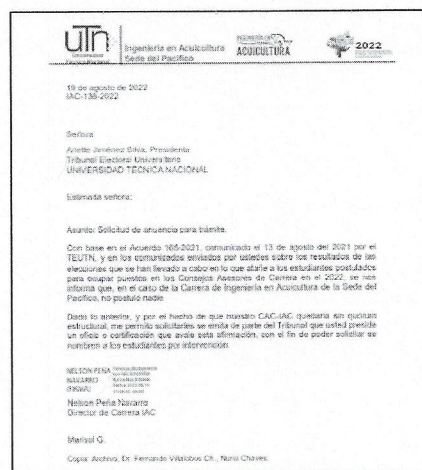 UTN
Universidad
Técnica Nacional
Ingeniería en Acuicultura
Sede del Pacífico
INGENIERÍA EN
ACUICULTURA
2022
19 de agosto de 2022
IAC-136-2022
Señora
Ariette Jiménez Silva, Presidenta
Tribunal Electoral Universitario
UNIVERSIDAD TÉCNICA NACIONAL
Estimada señora:
Asunto: Solicitud de anuencia para trámite.
Con base en el Acuerdo 165-2021, comunicado el 13 de agosto del 2021 por el
TEUTN, y en los comunicados enviados por ustedes sobre los resultados de las
elecciones que se han llevado a cabo en lo que atañe a los estudiantes postulados
para ocupar puestos en los Consejos Asesores de Carrera en el 2022, se nos
informa que, en el caso de la Carrera de Ingeniería en Acuicultura de la Sede del
Pacífico, no postuló nadie
Dado lo anterior, y por el hecho de que nuestro CAC-IAC quedaría sin quórum
estructural, me permito solicitarles se emita de parte del Tribunal que usted preside
un oficio o certificación que avale esta afirmación, con el fin de poder solicitar se
nombren a los estudiantes por intervención
NELSON PEÑA
NAVARRO
(FIRMA)
Nelson Peña Navarro
Director de Carrera IAC
Marisol G.
Copia: Archivo, Dr. Fernando Villalobos Ch., Nuria Chaves.